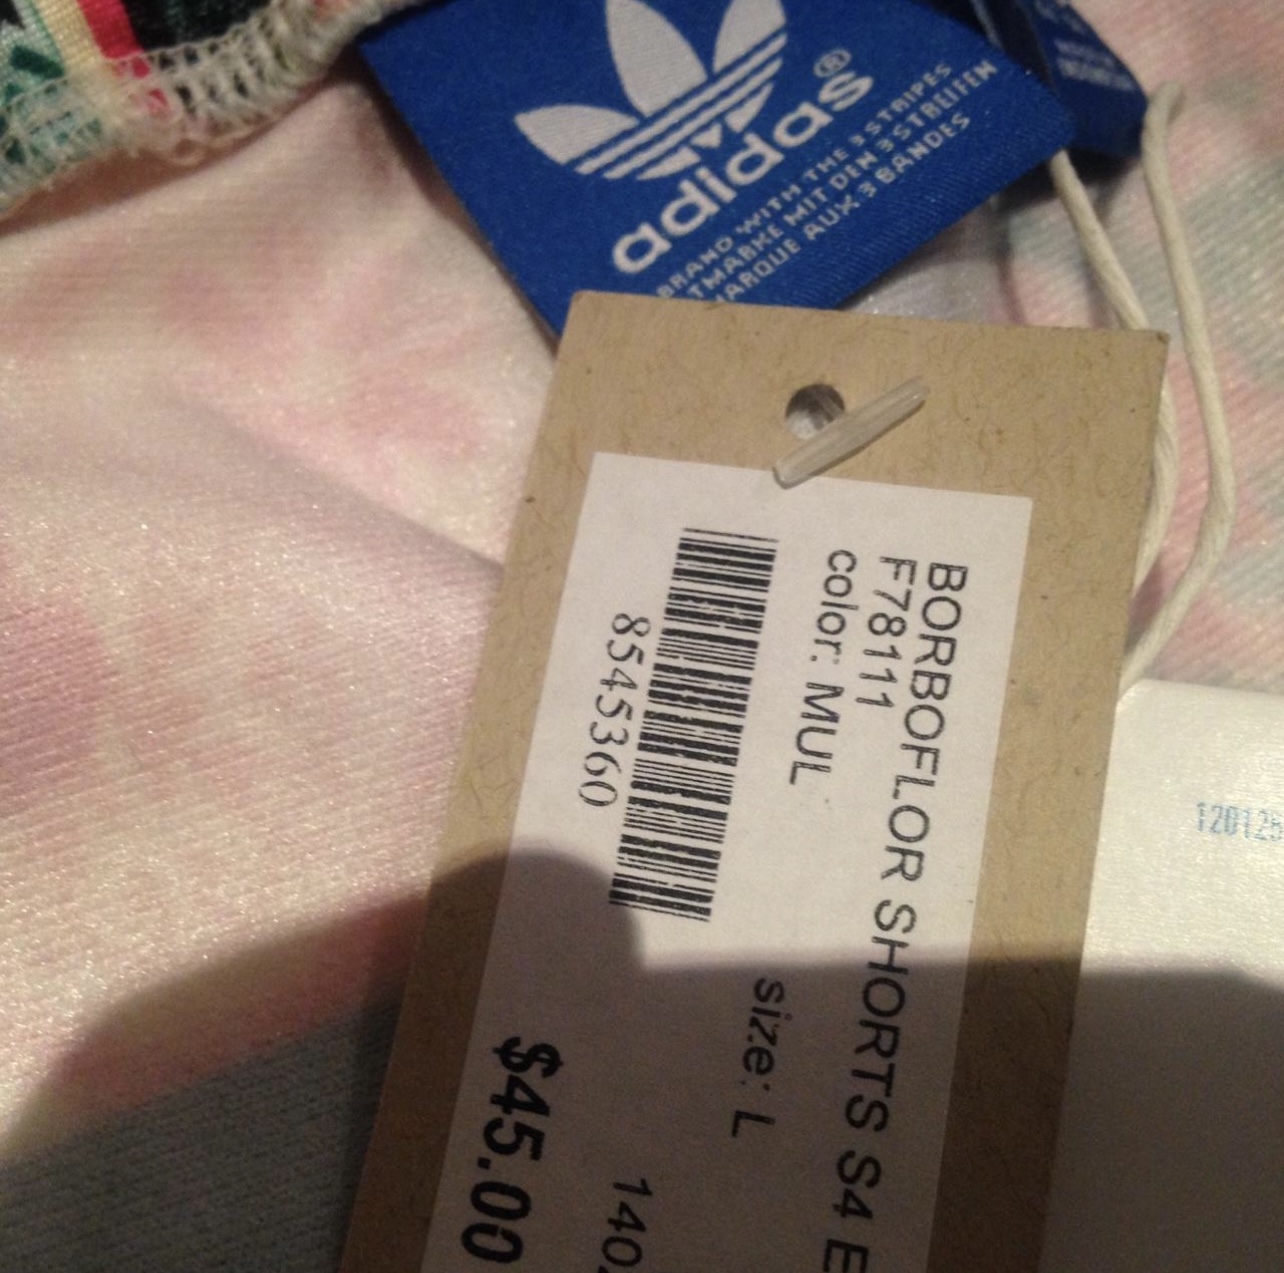 adidas®
BRAND WITH THE 3 STRIPES
MIT DEN 3 STREIFEN
MARQUE AUX 3 BANDES
BORBOFLOR SHORTS S4 E
F78111
color: MUL
size: L
8545360
$45.00